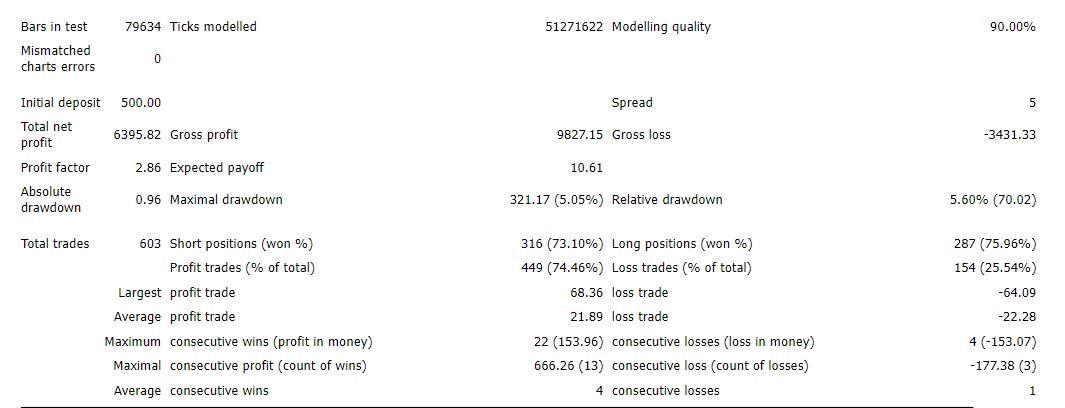 Bars in test 79634 Ticks modelled 51271622 Modelling quality 90.00%
Mismatched
charts errors 0
Initial deposit 500.00 Spread 5
Total net
profit 6395.82 Gross profit 9827.15 Gross loss -3431.33
Profit factor 2.86 Expected payoff 10.61
Absolute
drawdown 0.96 Maximal drawdown 321.17 (5.05%) Relative drawdown 5.60% (70.02)
Total trades 603 Short positions (won %) 316 (73.10%) Long positions (won %) 287 (75.96%)
Profit trades (% of total) 449 (74.46%) Loss trades (% of total) 154 (25.54%)
Largest profit trade 68.36 loss trade -64.09
Average profit trade 21.89 loss trade -22.28
Maximum consecutive wins (profit in money) 22 (153.96) consecutive losses (loss in money) 4 (-153.07)
Maximal consecutive profit (count of wins) 666.26 (13) consecutive loss (count of losses) -177.38 (3)
Average consecutive wins 4 consecutive losses 1